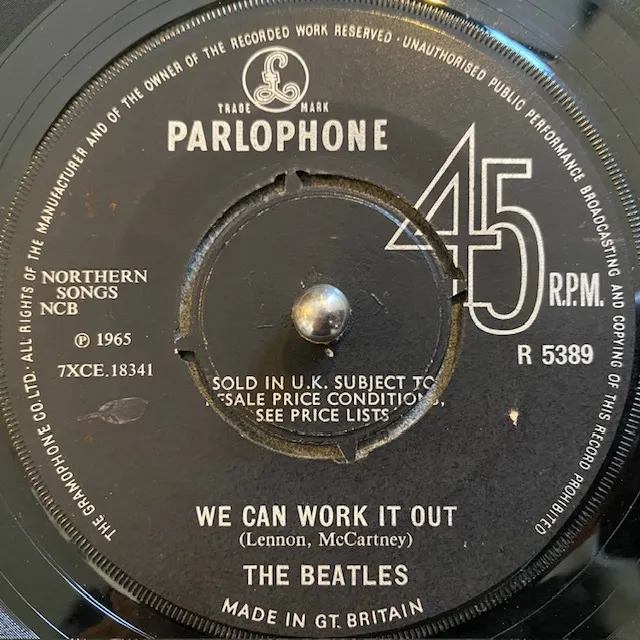 THE GRAMOPHONE CO. LTD. · ALL RIGHTS OF THE MANUFACTURER AND OF THE OWNER OF THE RECORDED WORK RESERVED · UNAUTHORISED PUBLIC PERFORMANCE BROADCASTING AND COPYING OF THIS RECORD PROHIBITED
£
TRADE MARK
PARLOPHONE
45
R.P.M.
NORTHERN
SONGS
NCB
℗ 1965
7XCE.18341
R 5389
SOLD IN U.K. SUBJECT TO
PRICE CONDITIONS,
SEE PRICE LISTS
WE CAN WORK IT OUT
(Lennon, McCartney)
THE BEATLES
MADE IN GT. BRITAIN